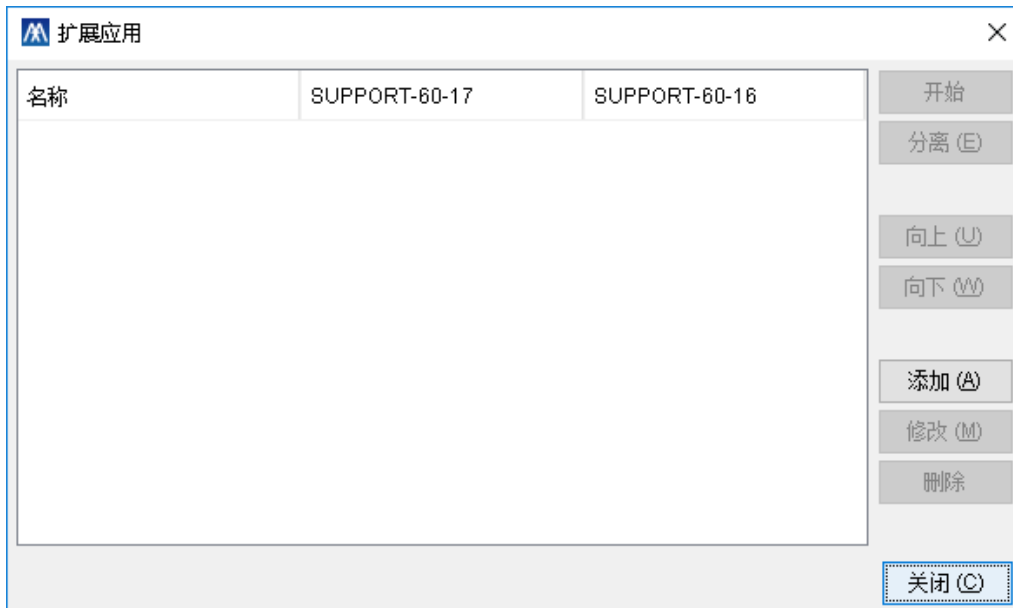 扩展应用
名称 SUPPORT-60-17 SUPPORT-60-16
开始
分离 (E)
向上 (U)
向下 (W)
添加 (A)
修改 (M)
删除
关闭 (C)